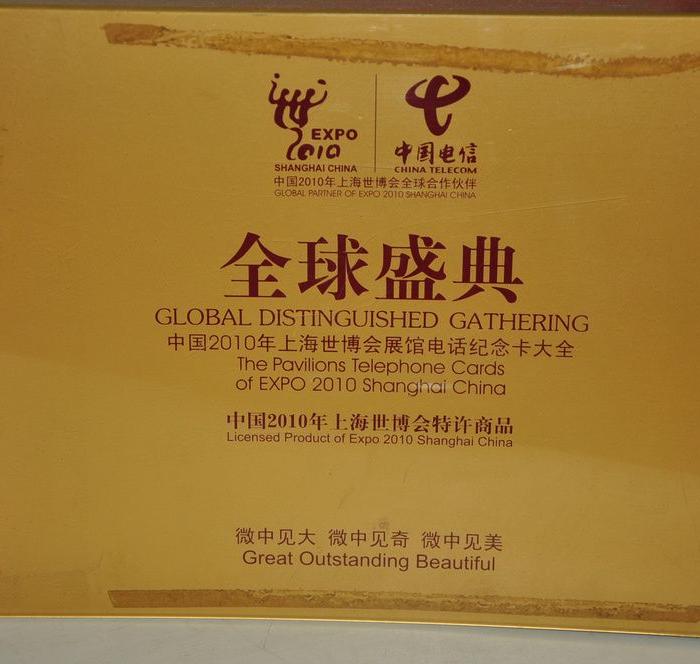 EXPO
2010
SHANGHAI CHINA
中国电信
CHINA TELECOM
中国2010年上海世博会全球合作伙伴
GLOBAL PARTNER OF EXPO 2010 SHANGHAI CHINA
全球盛典
GLOBAL DISTINGUISHED GATHERING
中国2010年上海世博会展馆电话纪念卡大全
The Pavilions Telephone Cards
of EXPO 2010 Shanghai China
中国2010年上海世博会特许商品
Licensed Product of Expo 2010 Shanghai China
微中见大 微中见奇 微中见美
Great Outstanding Beautiful